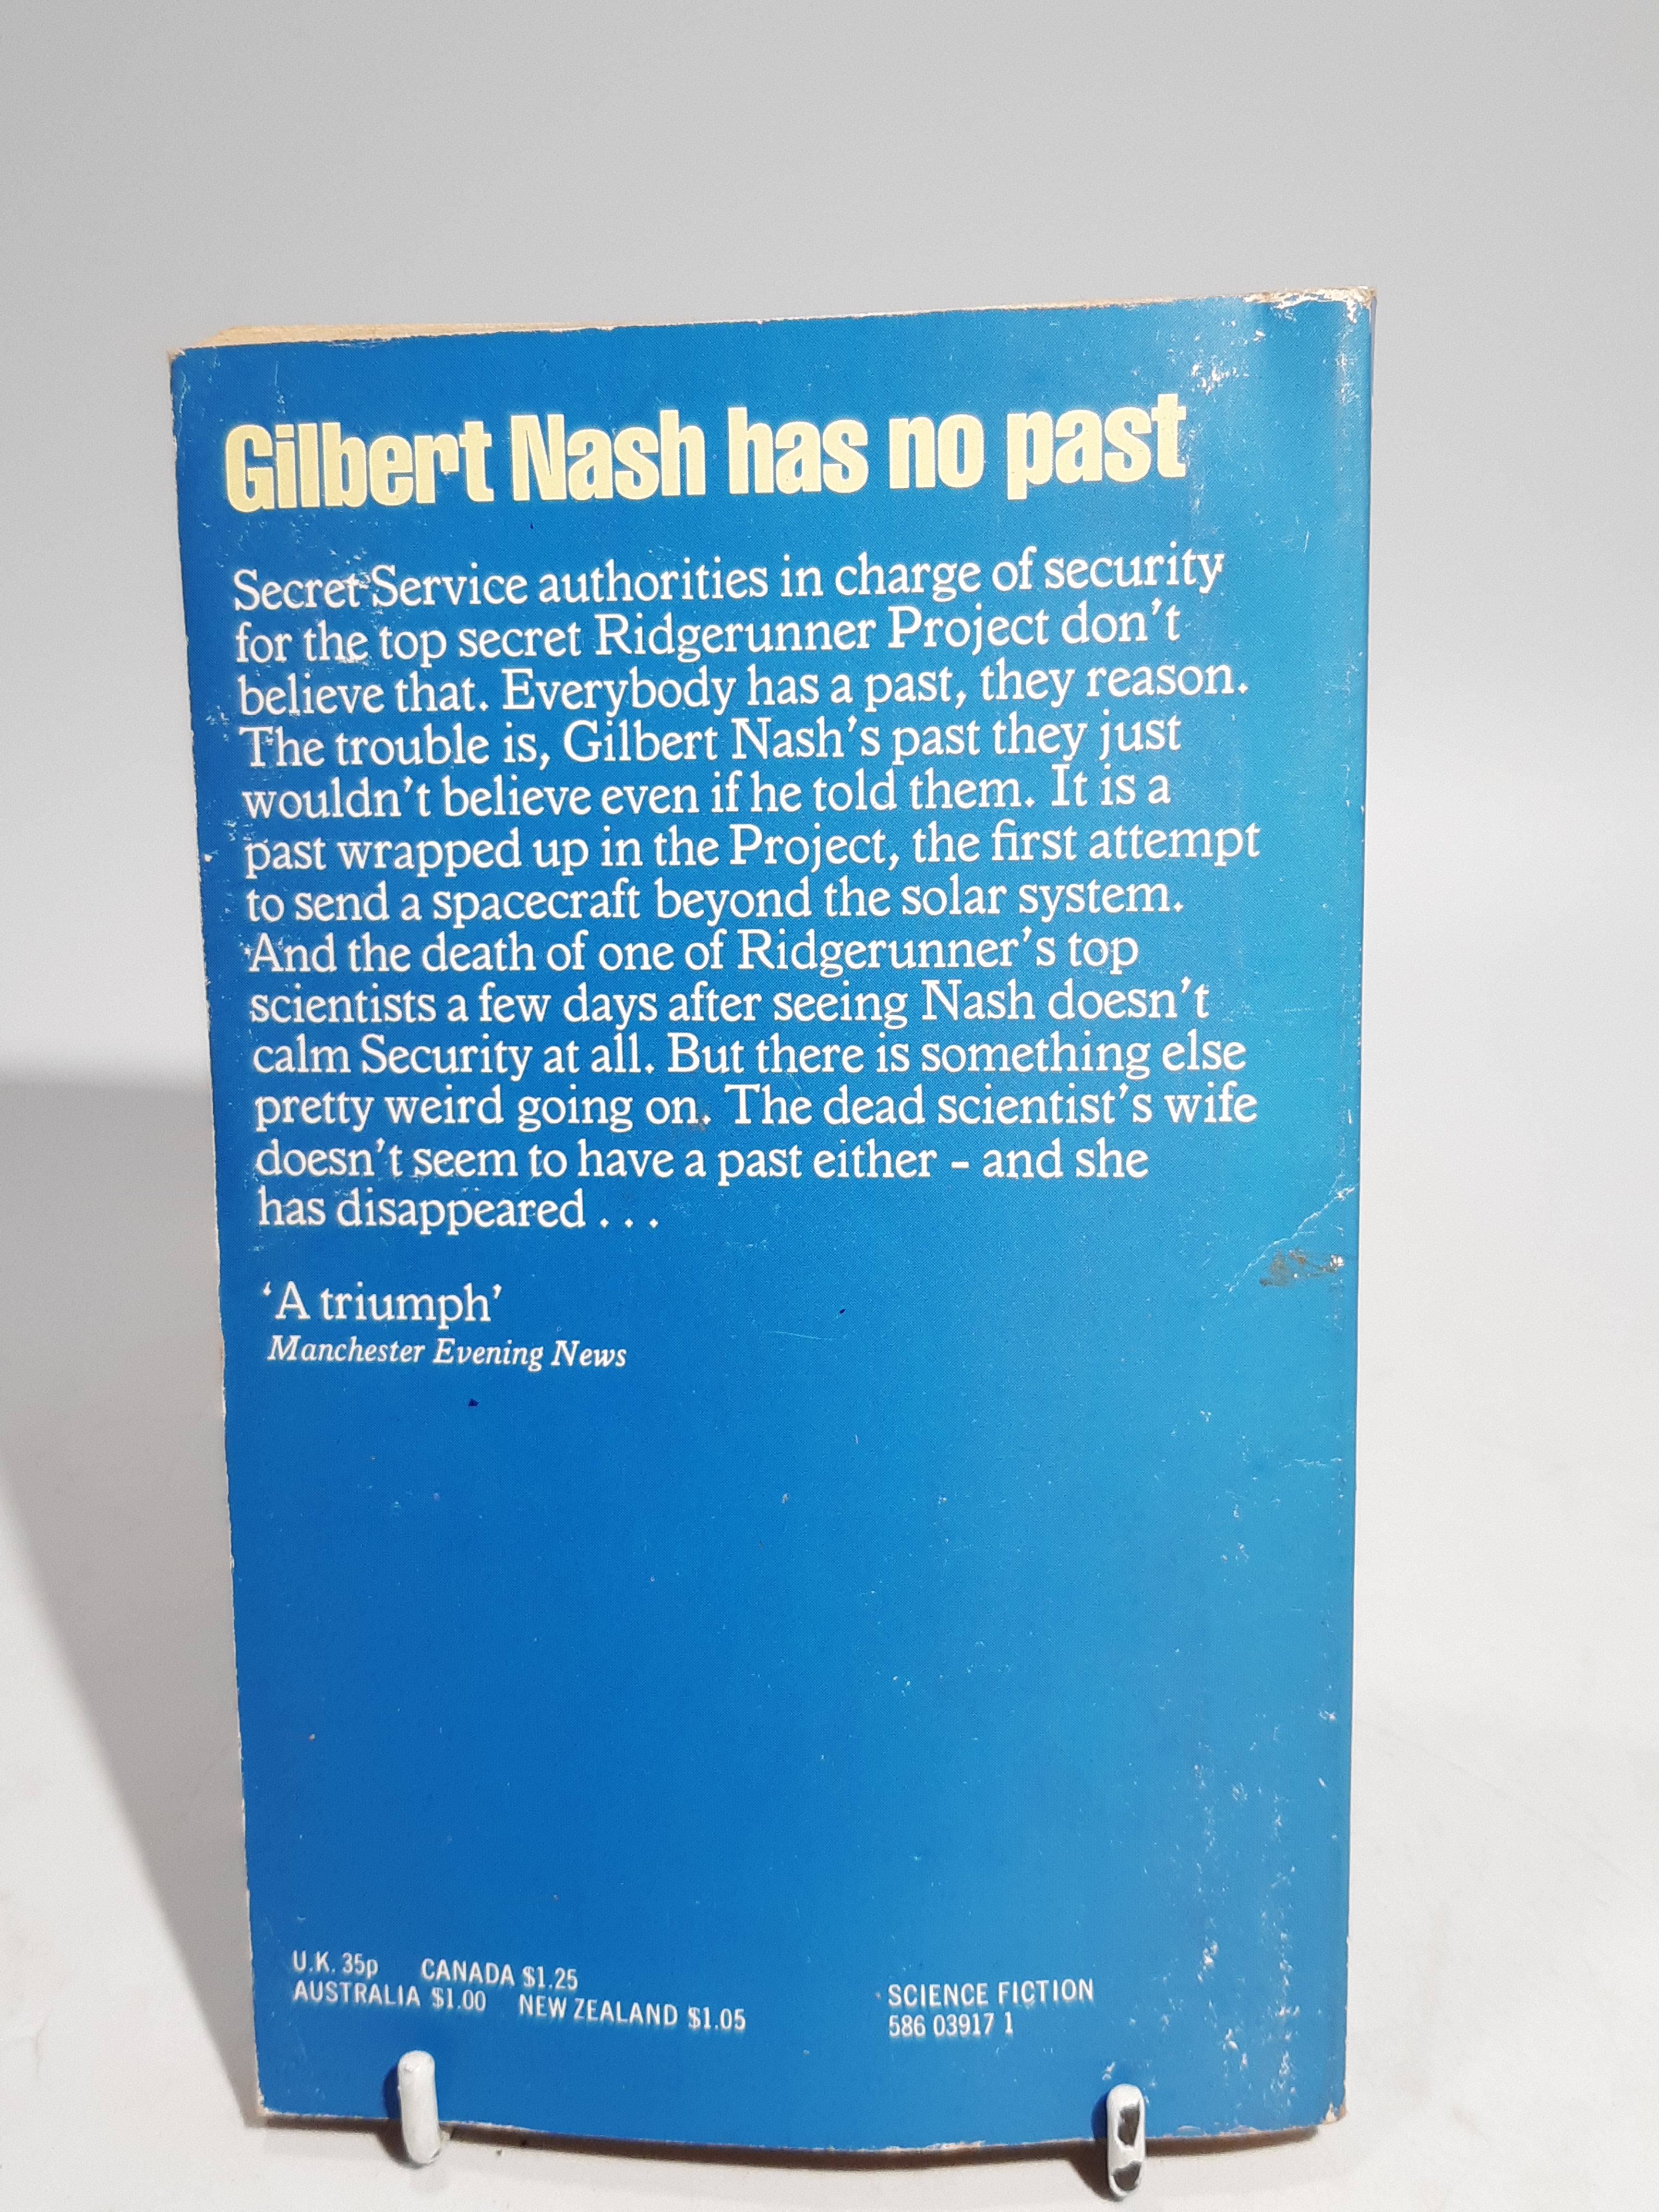 Gilbert Nash has no past
Secret Service authorities in charge of security
for the top secret Ridgerunner Project don't
believe that. Everybody has a past, they reason.
The trouble is, Gilbert Nash's past they just
wouldn't believe even if he told them. It is a
past wrapped up in the Project, the first attempt
to send a spacecraft beyond the solar system.
And the death of one of Ridgerunner's top
scientists a few days after seeing Nash doesn't
calm Security at all. But there is something else
pretty weird going on. The dead scientist's wife
doesn't seem to have a past either – and she
has disappeared . . .
‘A triumph’
Manchester Evening News
U.K. 35p CANADA $1.25
AUSTRALIA $1.00 NEW ZEALAND $1.05
SCIENCE FICTION
586 03917 1